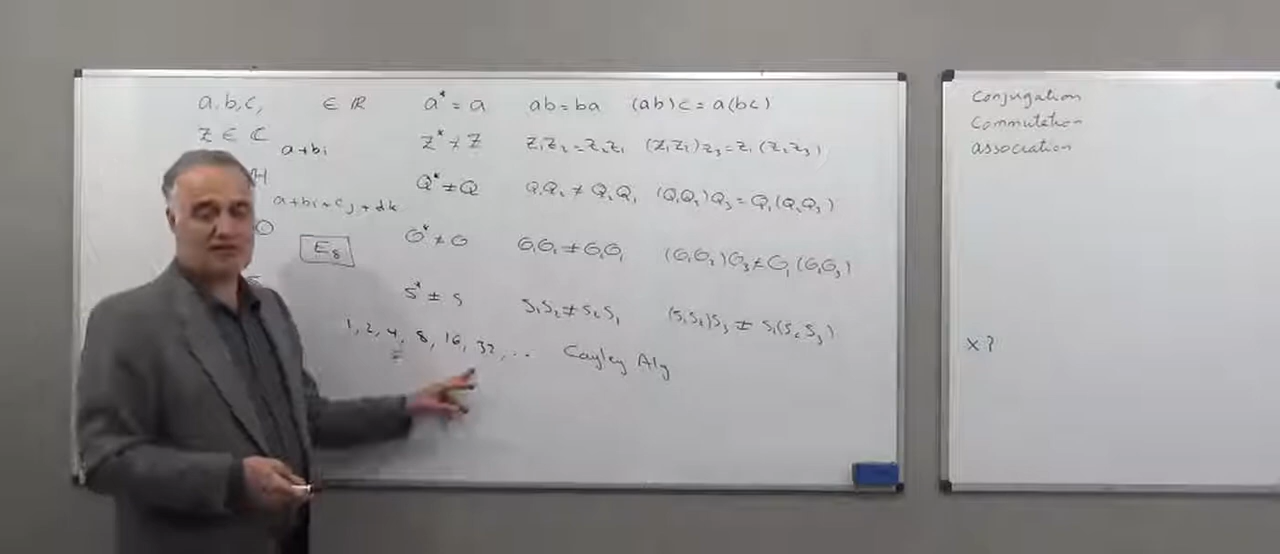 a, b, c, ∈ ℝ a* = a ab = ba (ab)c = a(bc)
z ∈ ℂ a+bi z* ≠ z z₁z₂ = z₂z₁ (z₁z₂)z₃ = z₁(z₂z₃)
ℍ a+bi+cj+dk Q* ≠ Q Q₁Q₂ ≠ Q₂Q₁ (Q₁Q₂)Q₃ = Q₁(Q₂Q₃)
O E₈ O* ≠ O O₁O₂ ≠ O₂O₁ (O₁O₂)O₃ ≠ O₁(O₂O₃)
S* ≠ S S₁S₂ ≠ S₂S₁ (S₁S₂)S₃ ≠ S₁(S₂S₃)
1, 2, 4, 8, 16, 32, ... Cayley Alg
Conjugation
Commutation
association
x?